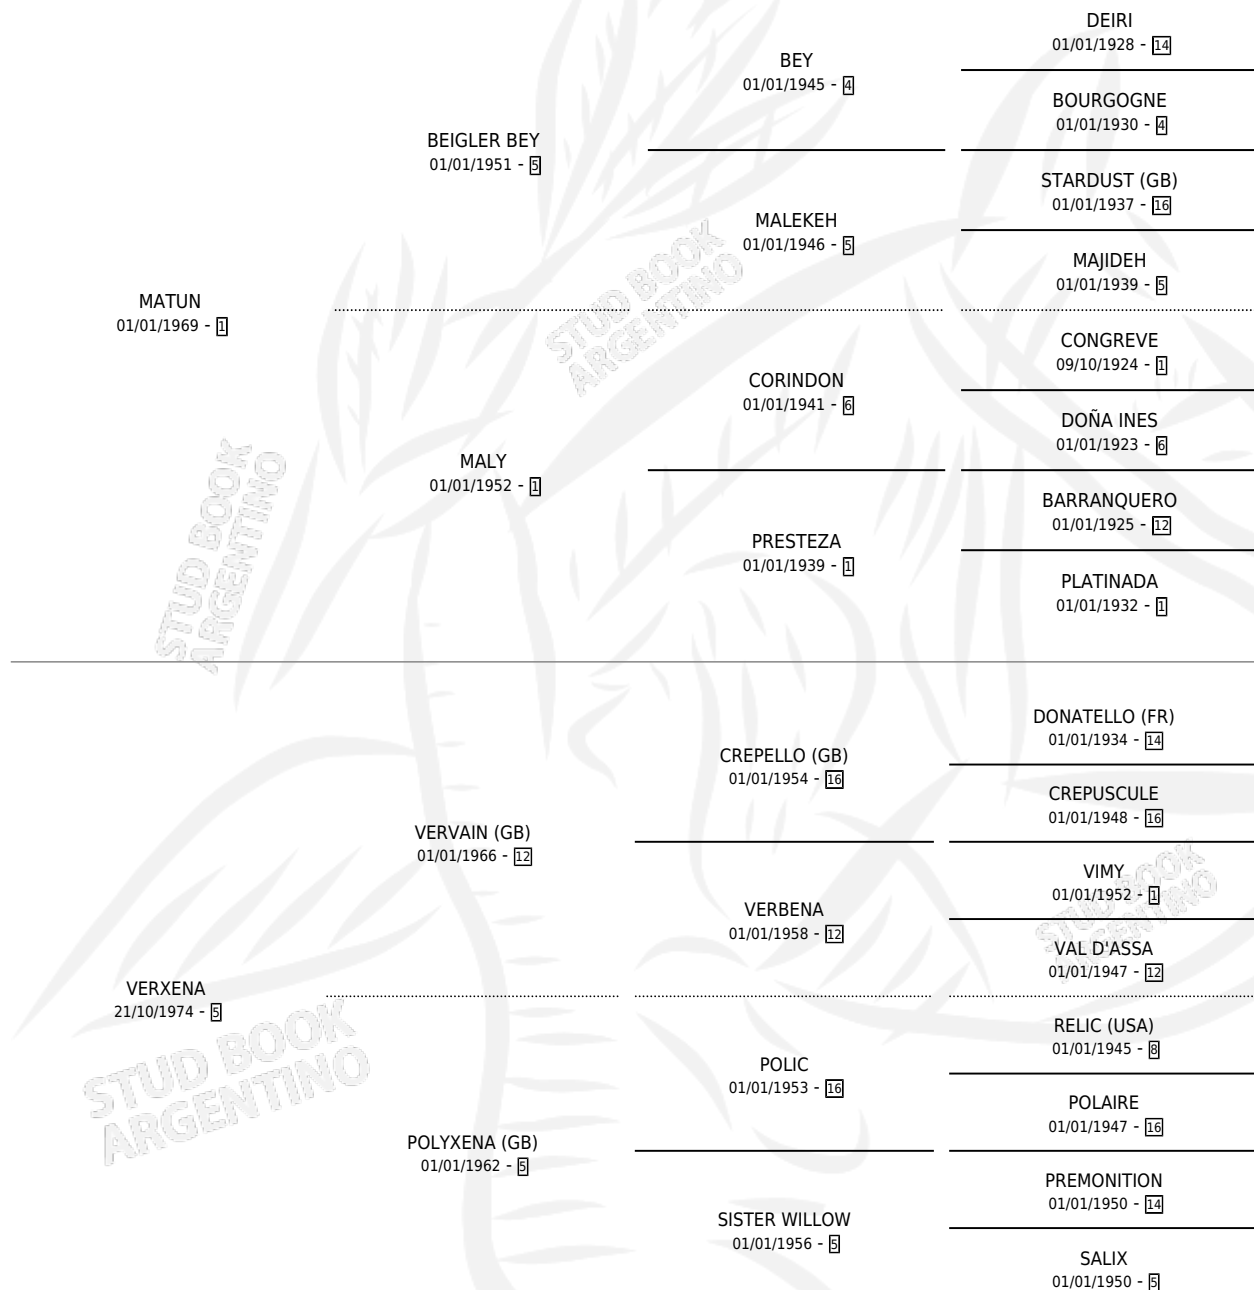 DEIRI
01/01/1928 - 14
BEY
01/01/1945 - 4
BOURGOGNE
01/01/1930 - 4
BEIGLER BEY
01/01/1951 - 5
STARDUST (GB)
01/01/1937 - 16
MALEKEH
01/01/1946 - 5
MAJIDEH
01/01/1939 - 5
MATUN
01/01/1969 - 1
CONGREVE
09/10/1924 - 1
CORINDON
01/01/1941 - 6
DOÑA INES
01/01/1923 - 6
MALY
01/01/1952 - 1
BARRANQUERO
01/01/1925 - 12
PRESTEZA
01/01/1939 - 1
PLATINADA
01/01/1932 - 1
DONATELLO (FR)
01/01/1934 - 14
CREPELLO (GB)
01/01/1954 - 16
CREPUSCULE
01/01/1948 - 16
VERVAIN (GB)
01/01/1966 - 12
VIMY
01/01/1952 - 1
VERBENA
01/01/1958 - 12
VAL D'ASSA
01/01/1947 - 12
VERXENA
21/10/1974 - 5
RELIC (USA)
01/01/1945 - 8
POLIC
01/01/1953 - 16
POLAIRE
01/01/1947 - 16
POLYXENA (GB)
01/01/1962 - 5
PREMONITION
01/01/1950 - 14
SISTER WILLOW
01/01/1956 - 5
SALIX
01/01/1950 - 5
STUD BOOK
ARGENTINO
STUD BOOK
ARGENTINO
STUD BOOK
ARGENTINO
STUD BOOK
ARGENTINO